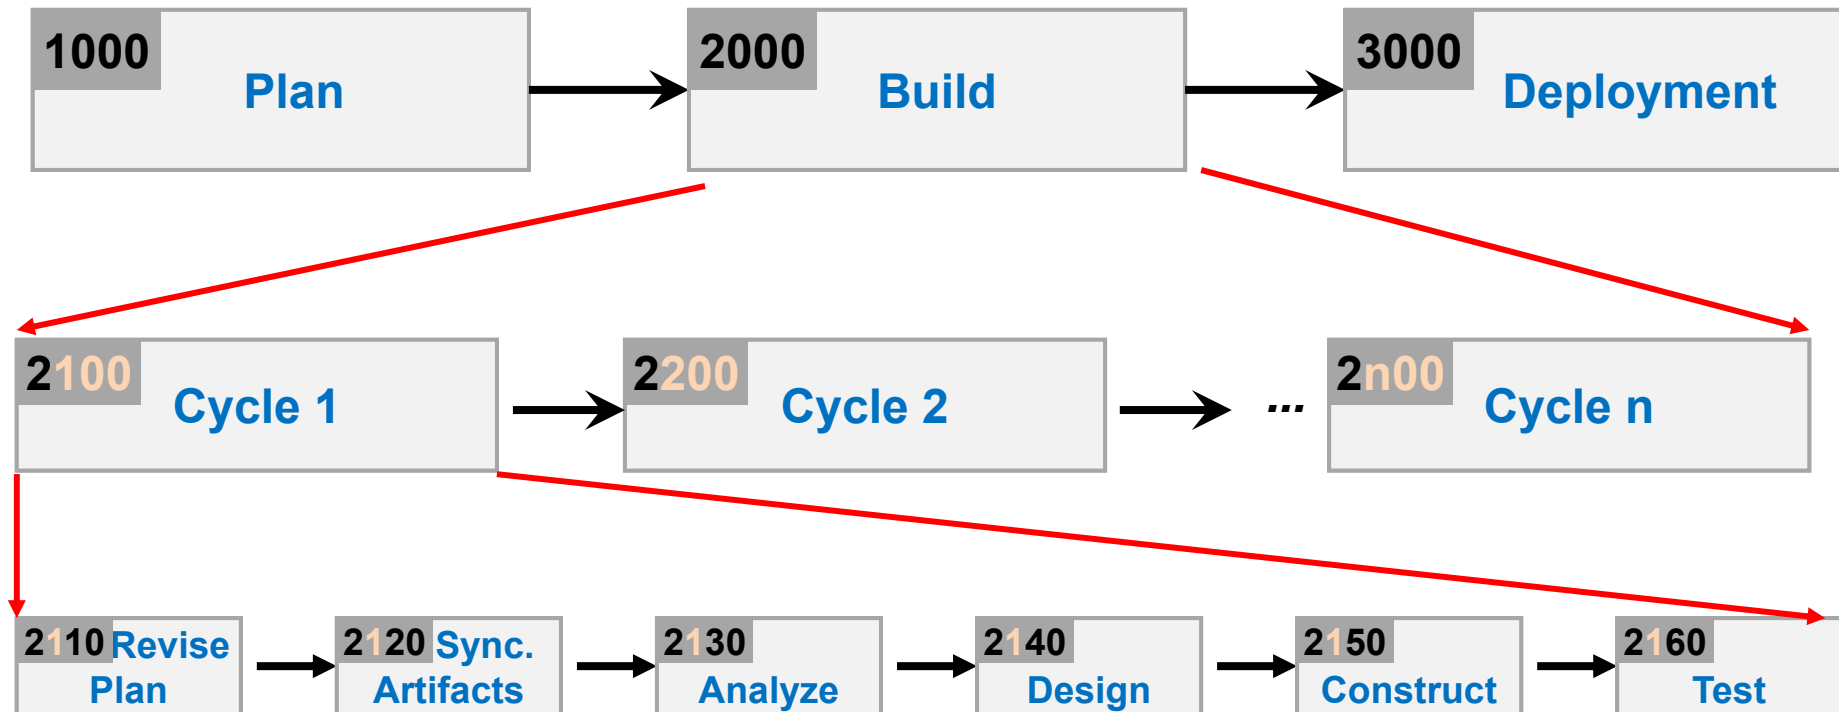 1000
Plan
2000
Build
3000
Deployment
2100
Cycle 1
2200
Cycle 2
...
2n00
Cycle n
2110 Revise
Plan
2120 Sync.
Artifacts
2130
Analyze
2140
Design
2150
Construct
2160
Test